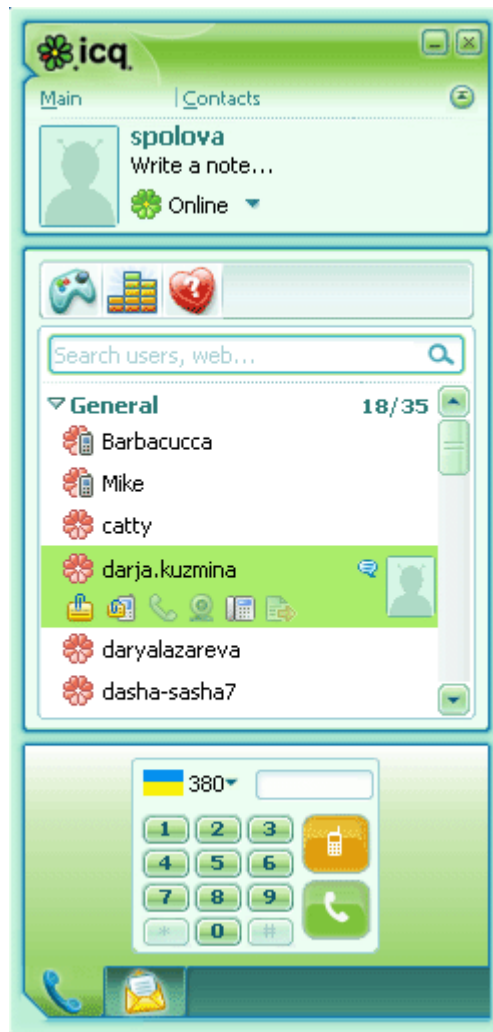 icq
Main | Contacts
spolova
Write a note...
Online
Search users, web...
General 18/35
Barbacucca
Mike
catty
darja.kuzmina
daryalazareva
dasha-sasha7
380
1 2 3
4 5 6
7 8 9
* 0 #